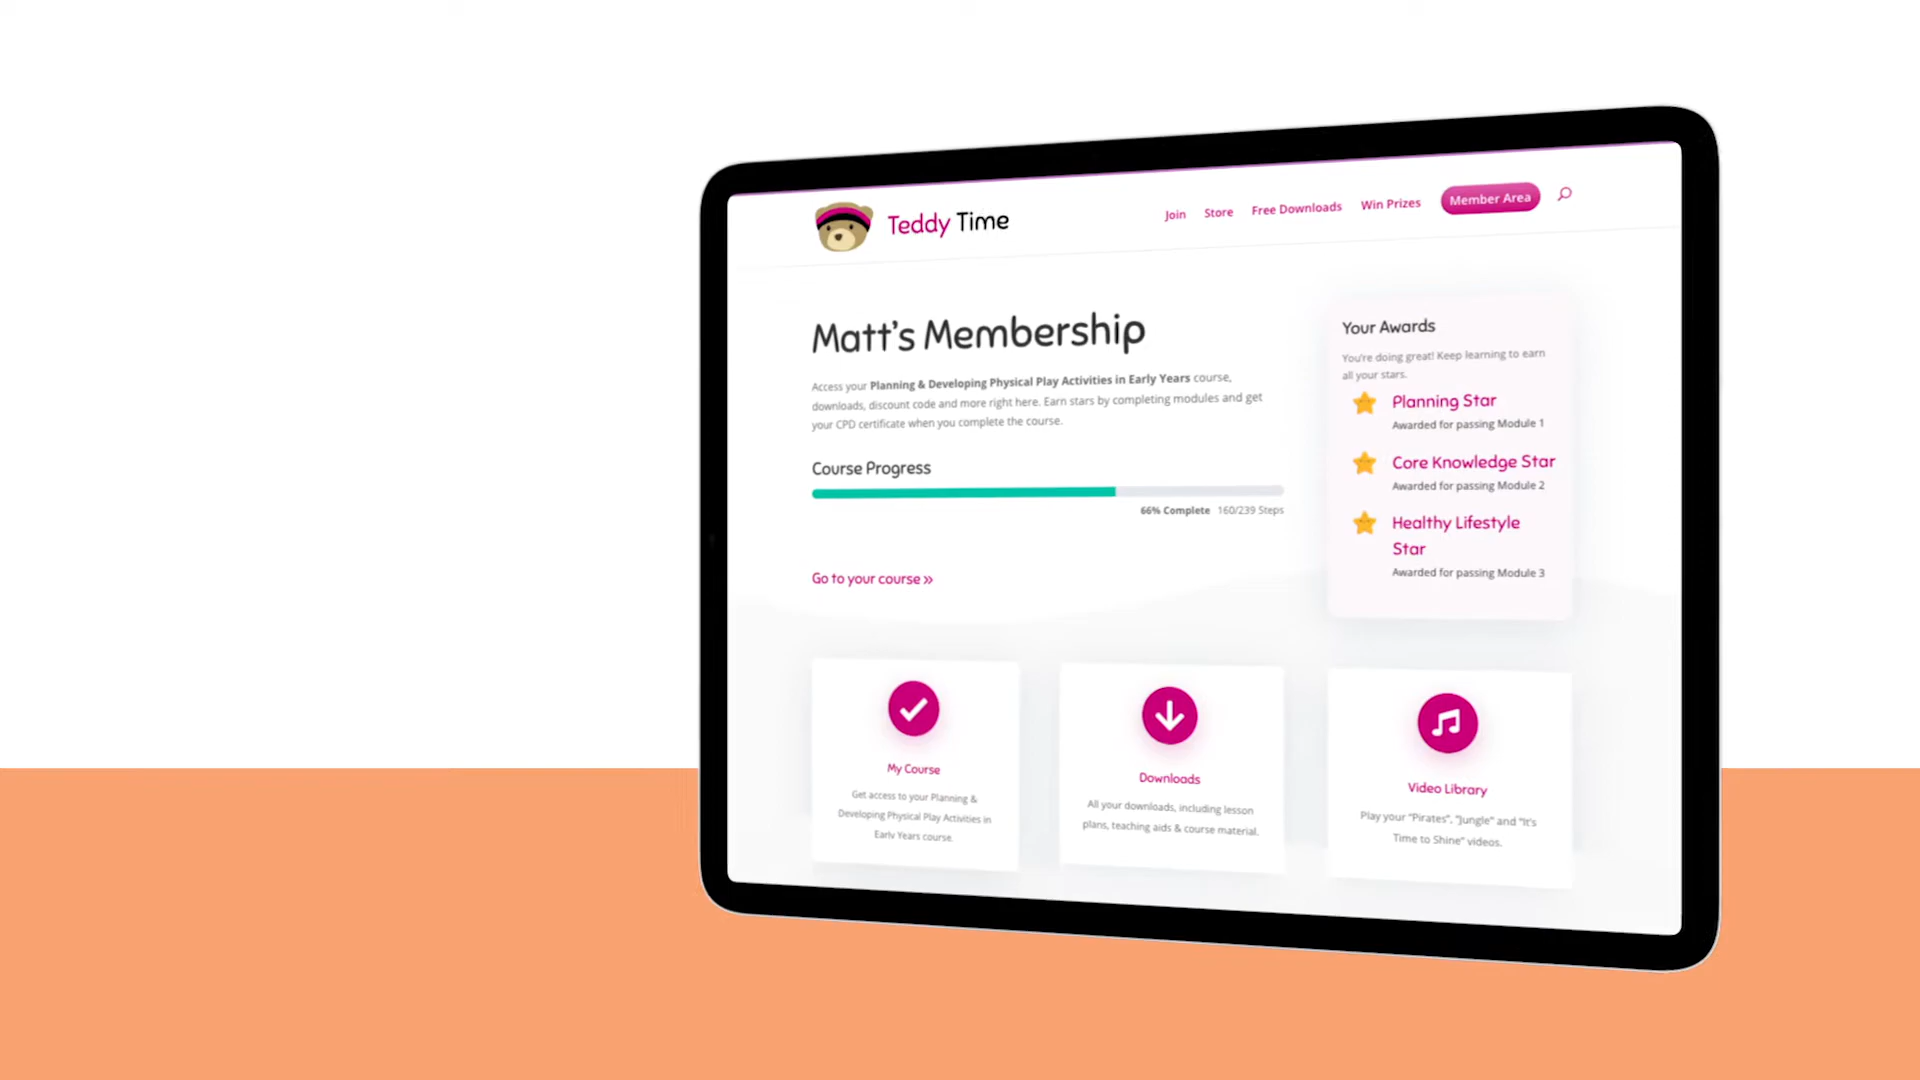 Teddy Time
Join Store Free Downloads Win Prizes Member Area
Matt's Membership
Access your Planning & Developing Physical Play Activities in Early Years course,
downloads, discount code and more right here. Earn stars by completing modules and get
your CPD certificate when you complete the course.
Course Progress
66% Complete 160/239 Steps
Go to your course »
Your Awards
You're doing great! Keep learning to earn
all your stars.
Planning Star
Awarded for passing Module 1
Core Knowledge Star
Awarded for passing Module 2
Healthy Lifestyle
Star
Awarded for passing Module 3
My Course
Get access to your Planning &
Developing Physical Play Activities in
Early Years course.
Downloads
All your downloads, including lesson
plans, teaching aids & course material.
Video Library
Play your "Pirates", "Jungle" and "It's
Time to Shine" videos.